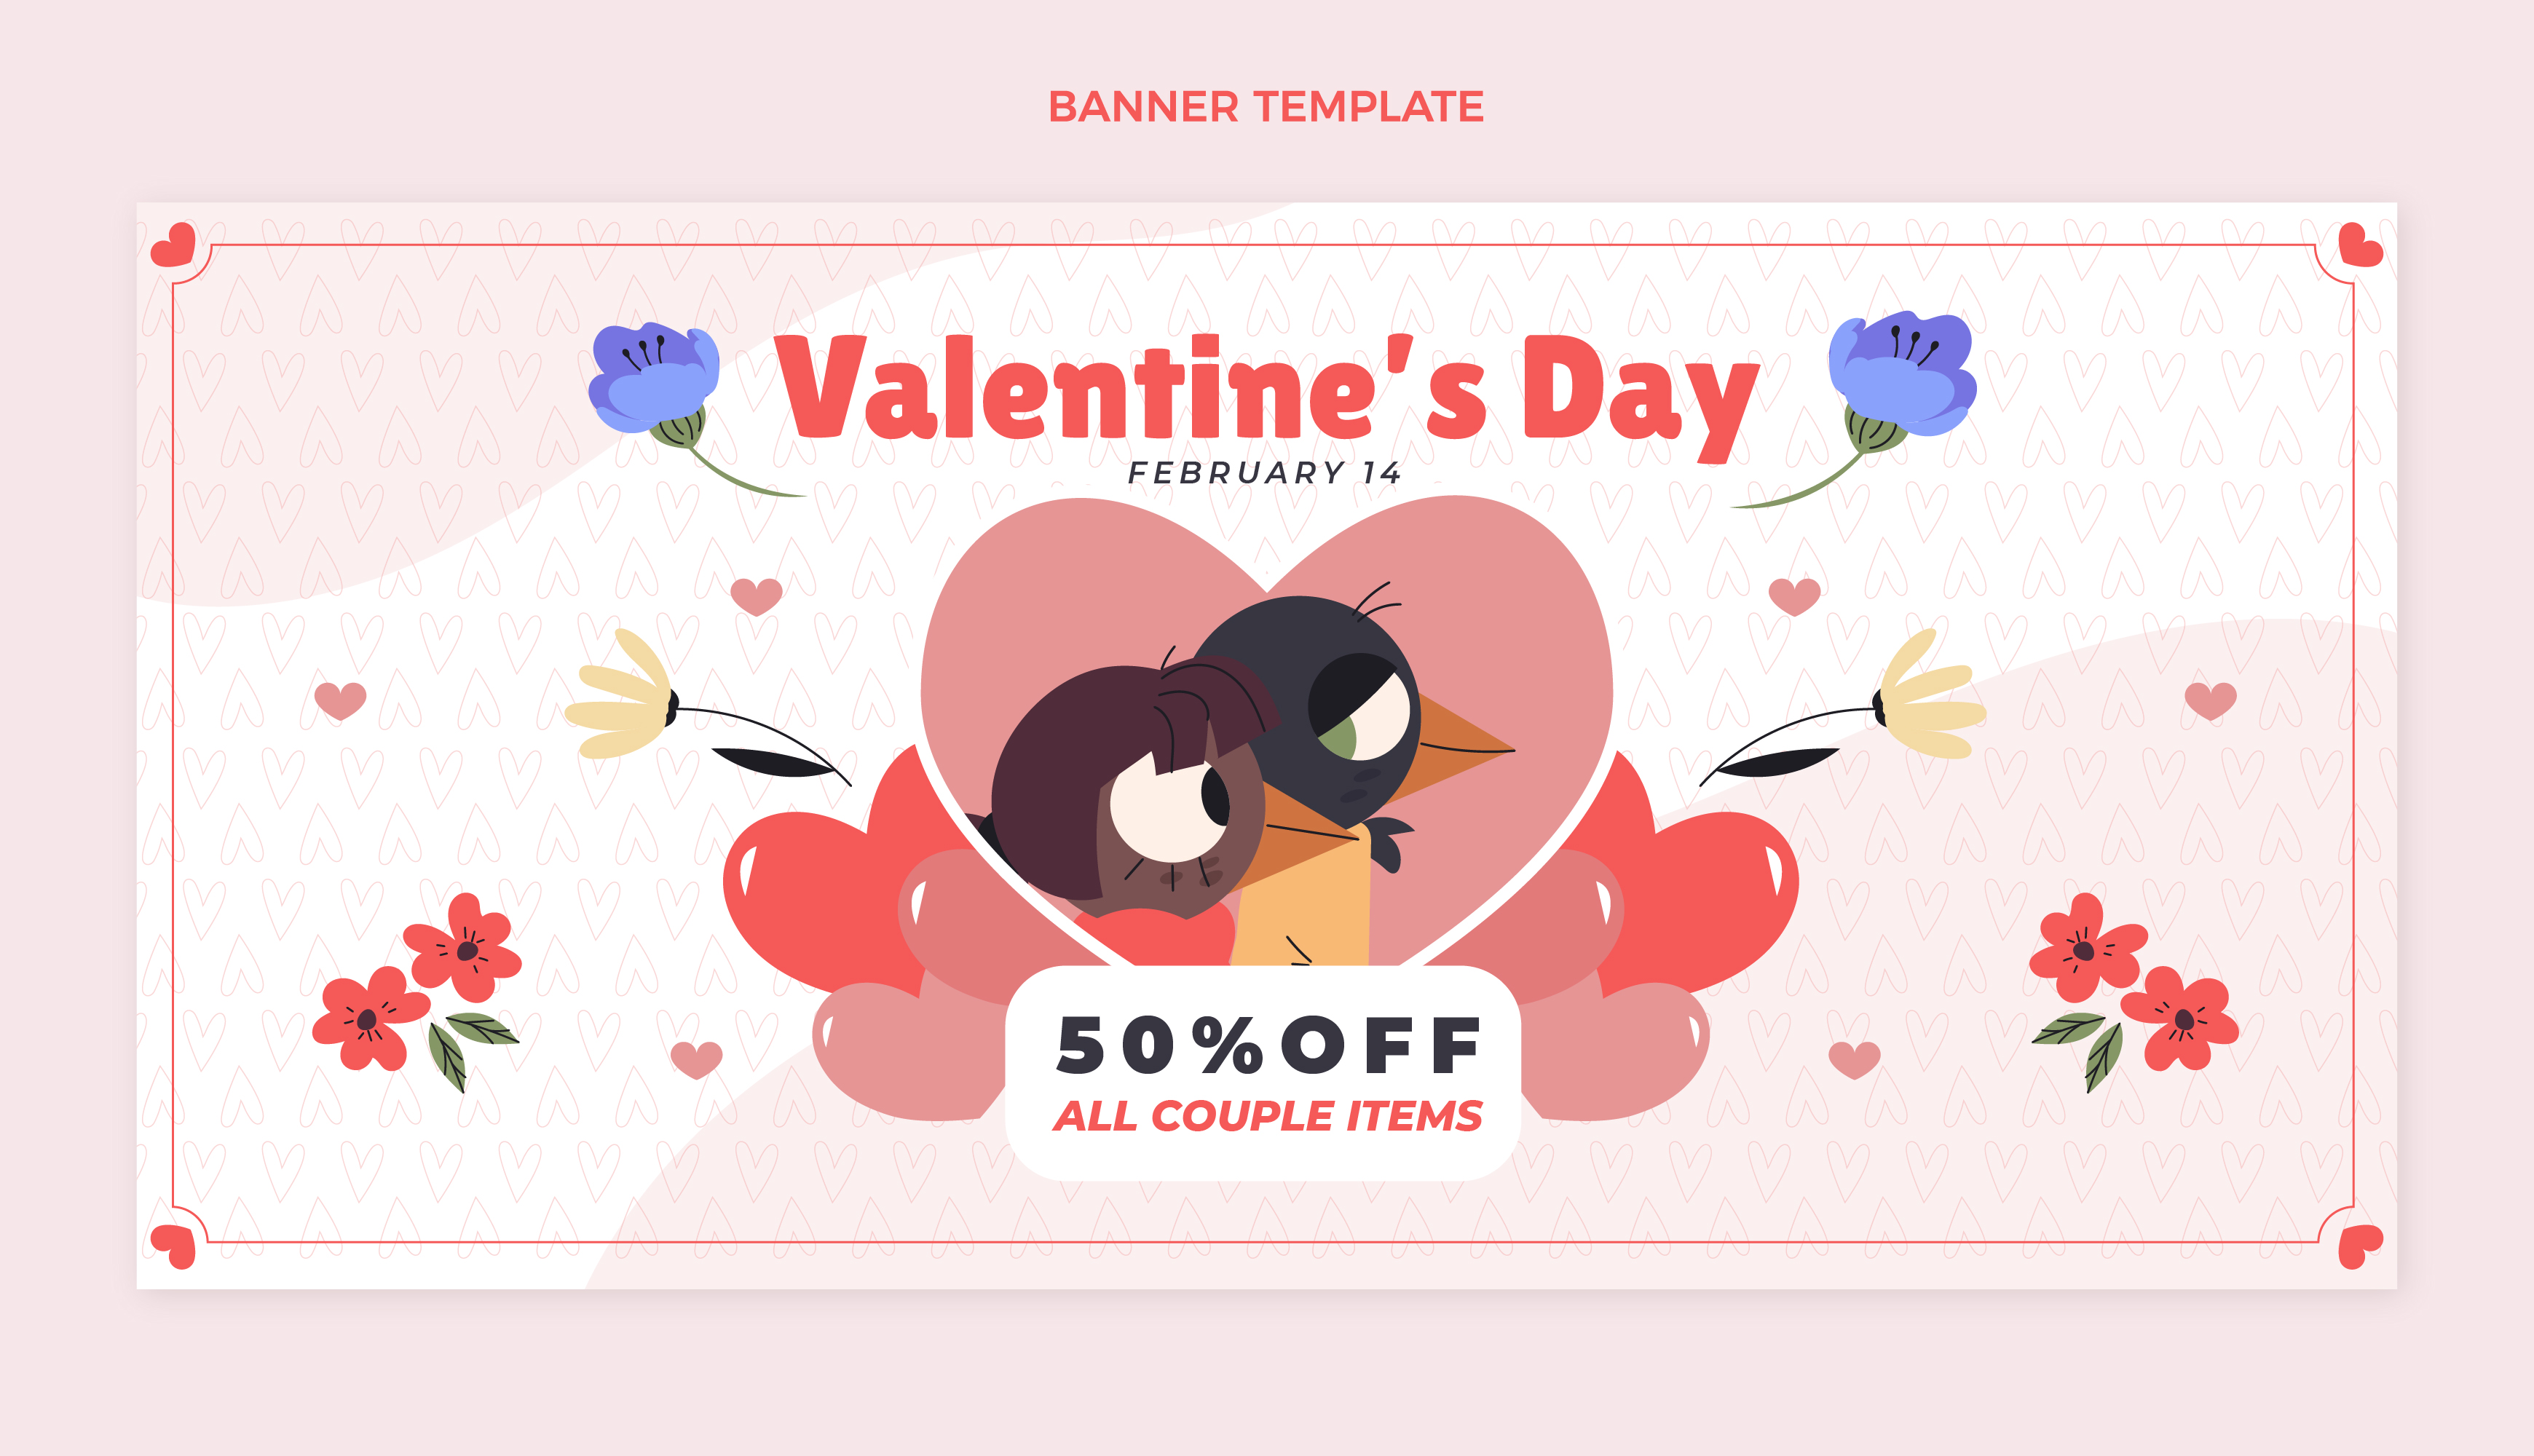 BANNER TEMPLATE
Valentine's Day
FEBRUARY 14
50%OFF
ALL COUPLE ITEMS